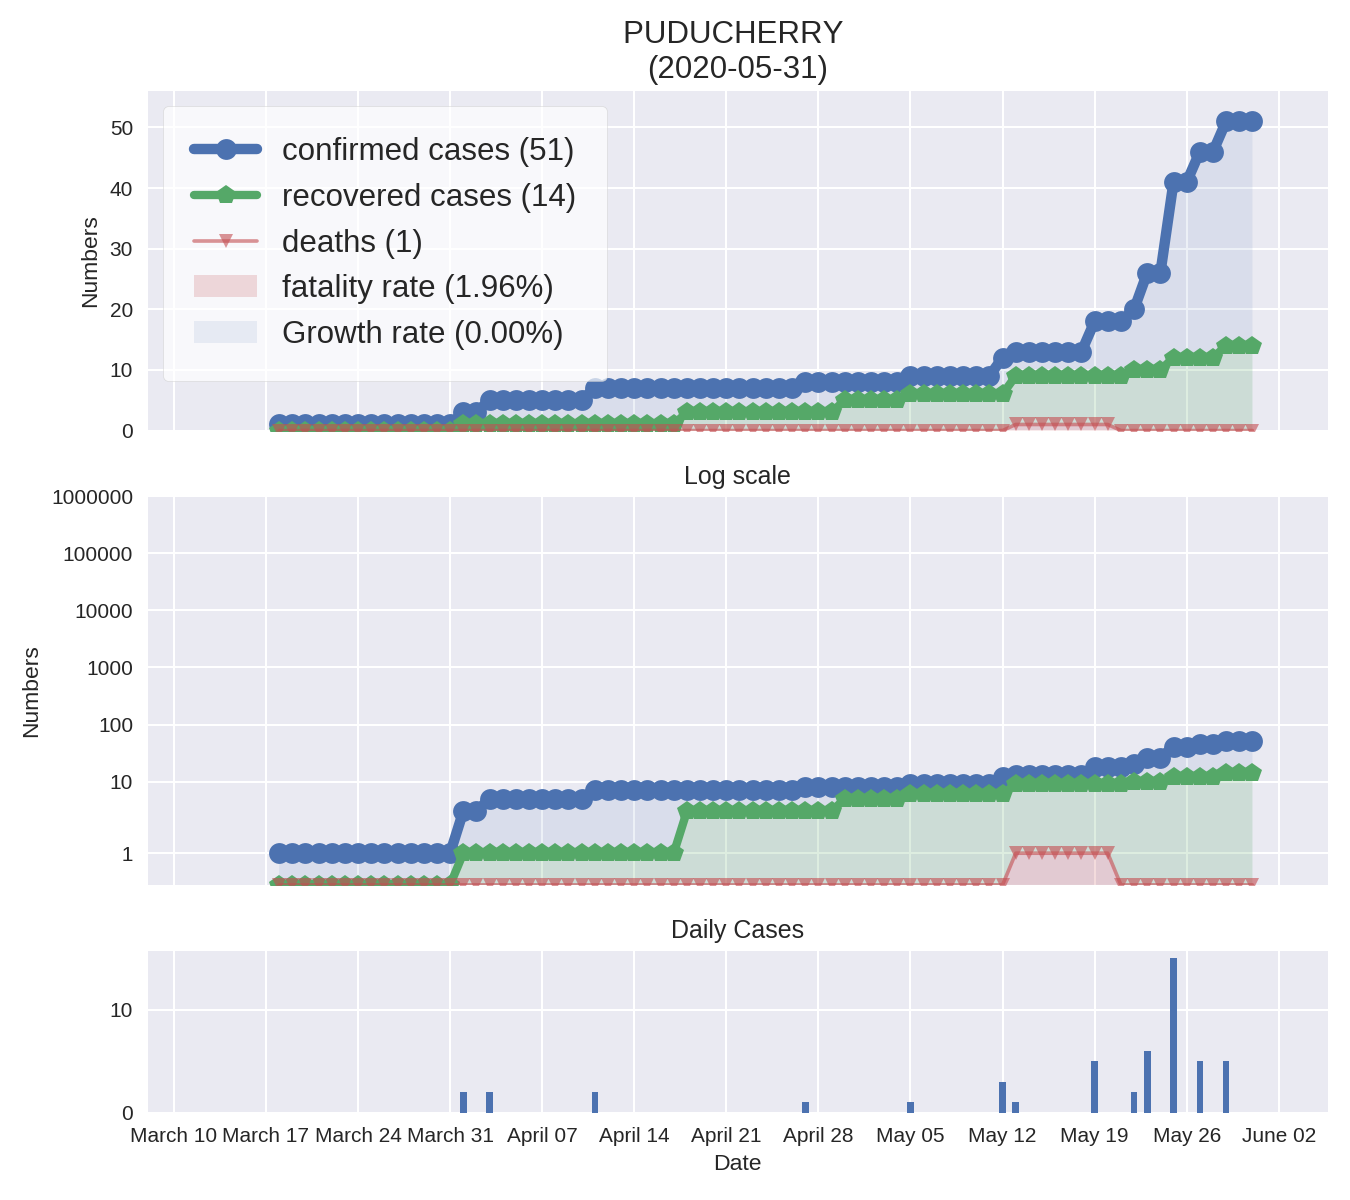 PUDUCHERRY
(2020-05-31)
confirmed cases (51)
recovered cases (14)
deaths (1)
fatality rate (1.96%)
Growth rate (0.00%)
Numbers
50
40
30
20
10
0
Log scale
Numbers
1000000
100000
10000
1000
100
10
1
Daily Cases
10
0
March 10 March 17 March 24 March 31 April 07 April 14 April 21 April 28 May 05 May 12 May 19 May 26 June 02
Date